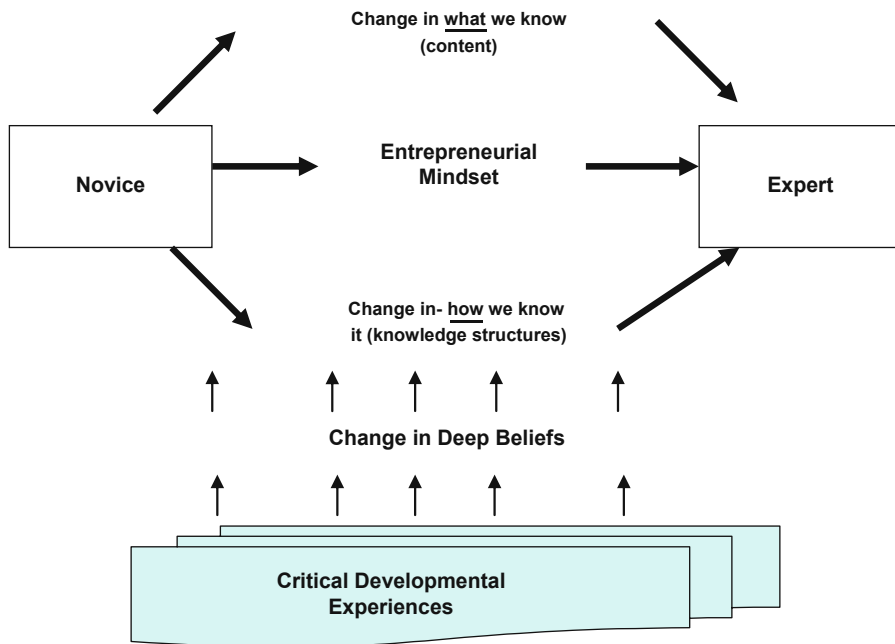 Change in what we know
(content)
Novice
Entrepreneurial
Mindset
Expert
Change in- how we know
it (knowledge structures)
Change in Deep Beliefs
Critical Developmental
Experiences